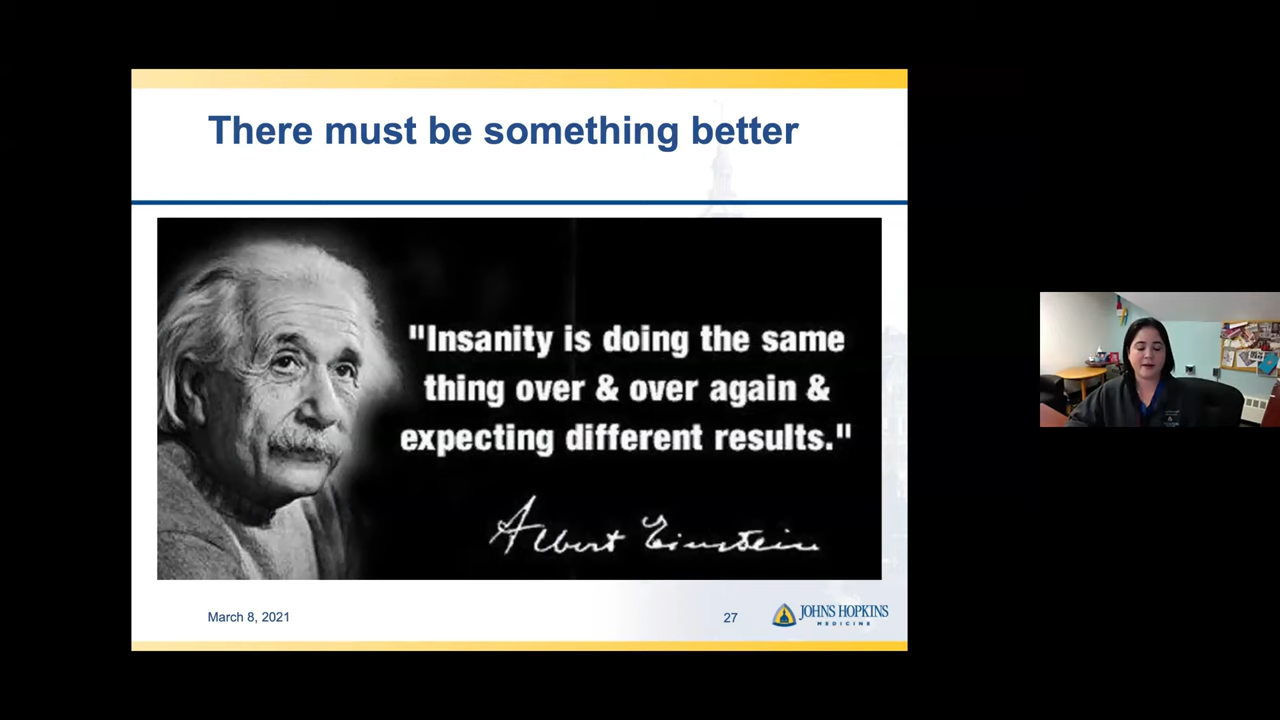 There must be something better
"Insanity is doing the same
thing over & over again &
expecting different results."
Albert Einstein
March 8, 2021
27
JOHNS HOPKINS
MEDICINE